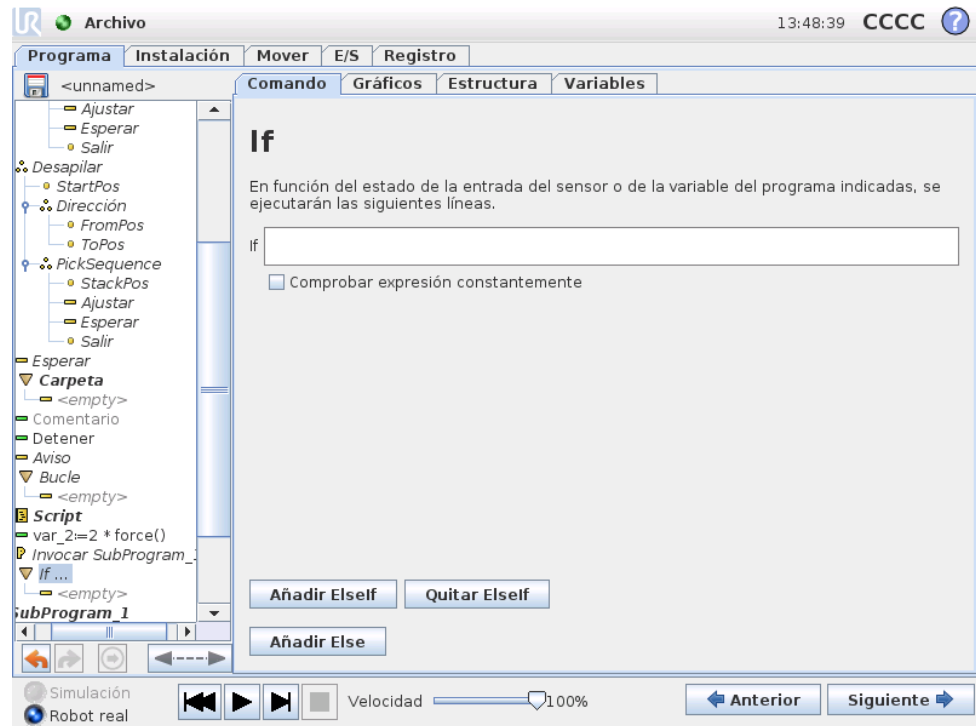 UR Archivo 13:48:39 CCCC ?
Programa Instalación Mover E/S Registro
<unnamed>
Comando Gráficos Estructura Variables
Ajustar
Esperar
Salir
Desapilar
StartPos
Dirección
FromPos
ToPos
PickSequence
StackPos
Ajustar
Esperar
Salir
Esperar
Carpeta
<empty>
Comentario
Detener
Aviso
Bucle
<empty>
Script
var_2:=2 * force()
Invocar SubProgram_
If ...
<empty>
SubProgram_1
If
En función del estado de la entrada del sensor o de la variable del programa indicadas, se
ejecutarán las siguientes líneas.
If
Comprobar expresión constantemente
Añadir ElseIf Quitar ElseIf
Añadir Else
Simulación
Robot real
Velocidad 100%
Anterior Siguiente